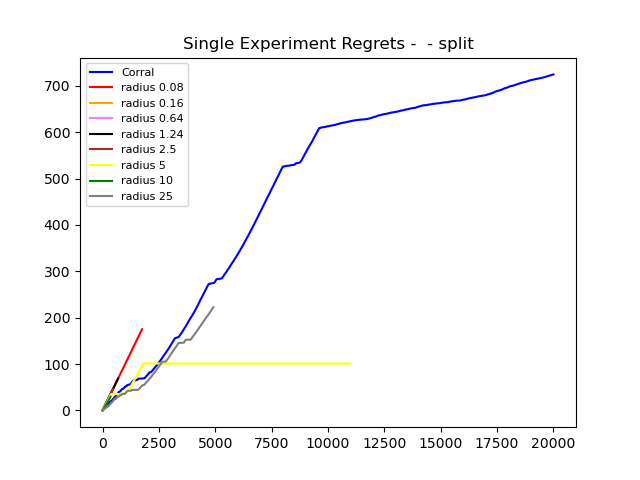 Single Experiment Regrets -  - split
Corral
radius 0.08
radius 0.16
radius 0.64
radius 1.24
radius 2.5
radius 5
radius 10
radius 25
700
600
500
400
300
200
100
0
0 2500 5000 7500 10000 12500 15000 17500 20000